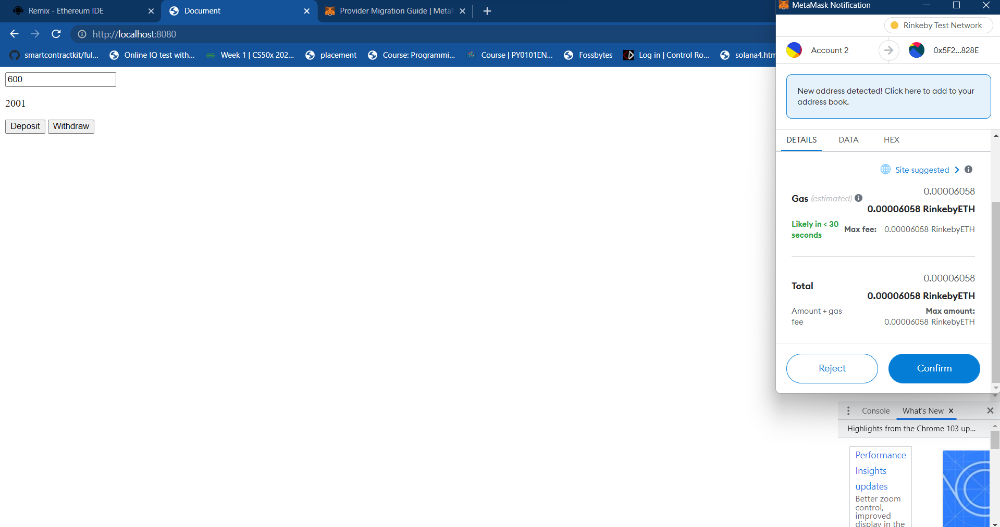 Remix - Ethereum IDE
Document
Provider Migration Guide | Meta
MetaMask Notification
http://localhost:8080
smartcontractkit/ful...
Online IQ test with...
Week 1 | CS50x 202...
placement
Course: Programmi...
Course | PY0101EN...
Fossbytes
Log in | Control Ro...
solana4.htm
600
2001
Deposit
Withdraw
Rinkeby Test Network
Account 2
0x5F2...828E
New address detected! Click here to add to your
address book.
DETAILS
DATA
HEX
Site suggested
Gas (estimated)
0.00006058
0.00006058 RinkebyETH
Likely in < 30
seconds
Max fee:
0.00006058 RinkebyETH
Total
0.00006058
0.00006058 RinkebyETH
Amount + gas
fee
Max amount:
0.00006058 RinkebyETH
Reject
Confirm
Console
What's New
Highlights from the Chrome 103 up...
Performance
Insights
updates
Better zoom
control,
improved
display in the